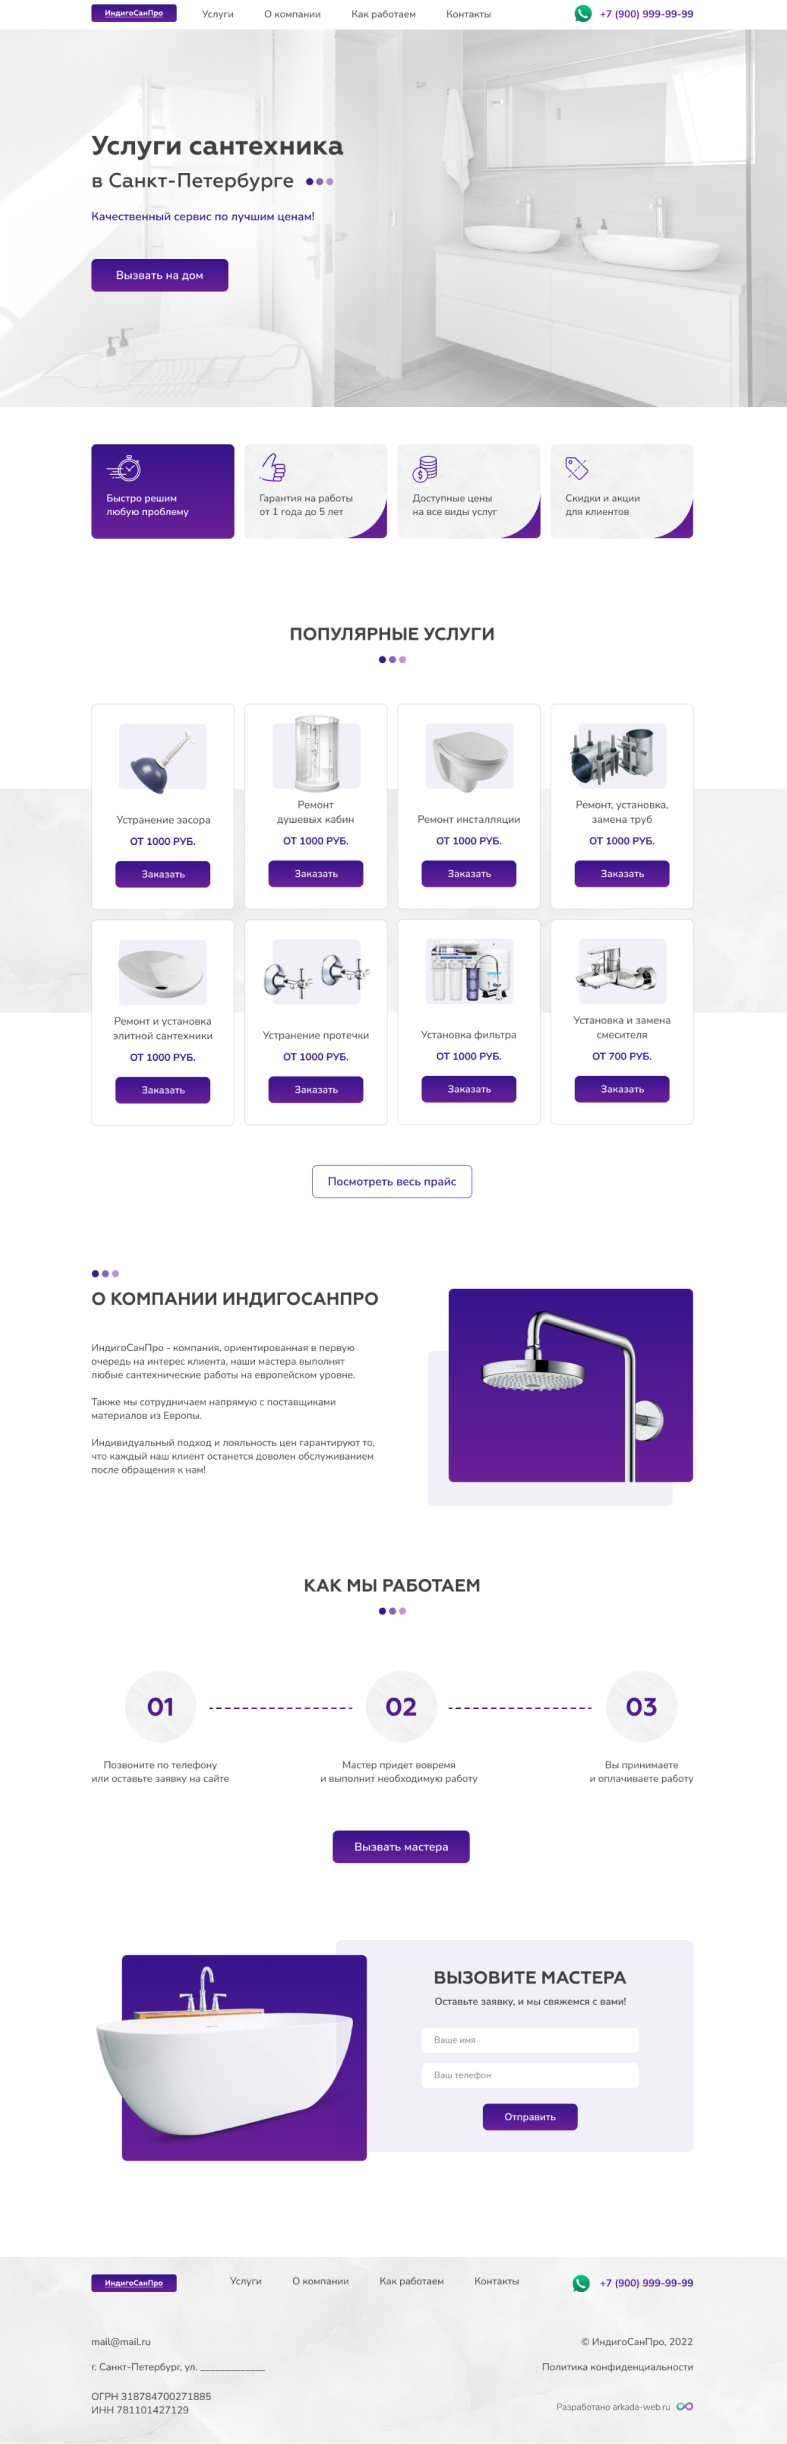 ИндигоСанПро
Услуги
О компании
Как работаем
Контакты
+7 (900) 999-99-99
Услуги сантехника
в Санкт-Петербурге
Качественный сервис по лучшим ценам!
Вызвать на дом
Быстро решим
любую проблему
Гарантия на работы
от 1 года до 5 лет
Доступные цены
на все виды услуг
Скидки и акции
для клиентов
ПОПУЛЯРНЫЕ УСЛУГИ
Устранение засора
ОТ 1000 РУБ.
Заказать
Ремонт
душевых кабин
ОТ 1000 РУБ.
Заказать
Ремонт инсталляции
ОТ 1000 РУБ.
Заказать
Ремонт, установка,
замена труб
ОТ 1000 РУБ.
Заказать
Ремонт и установка
элитной сантехники
ОТ 1000 РУБ.
Заказать
Устранение протечки
ОТ 1000 РУБ.
Заказать
Установка фильтра
ОТ 1000 РУБ.
Заказать
Установка и замена
смесителя
ОТ 700 РУБ.
Заказать
Посмотреть весь прайс
О КОМПАНИИ ИНДИГОСАНПРО
ИндигоСанПро - компания, ориентированная в первую
очередь на интерес клиента, наши мастера выполнят
любые сантехнические работы на европейском уровне.
Также мы сотрудничаем напрямую с поставщиками
материалов из Европы.
Индивидуальный подход и лояльность цен гарантируют то,
что каждый наш клиент останется доволен обслуживанием
после обращения к нам!
КАК МЫ РАБОТАЕМ
01
Позвоните по телефону
или оставьте заявку на сайте
02
Мастер придет вовремя
и выполнит необходимую работу
03
Вы принимаете
и оплачиваете работу
Вызвать мастера
ВЫЗОВИТЕ МАСТЕРА
Оставьте заявку, и мы свяжемся с вами!
Ваше имя
Ваш телефон
Отправить
ИндигоСанПро
Услуги
О компании
Как работаем
Контакты
+7 (900) 999-99-99
mail@mail.ru
г. Санкт-Петербург, ул. _____________
ОГРН 318784700271885
ИНН 781101427129
© ИндигоСанПро, 2022
Политика конфиденциальности
Разработано arkada-web.ru